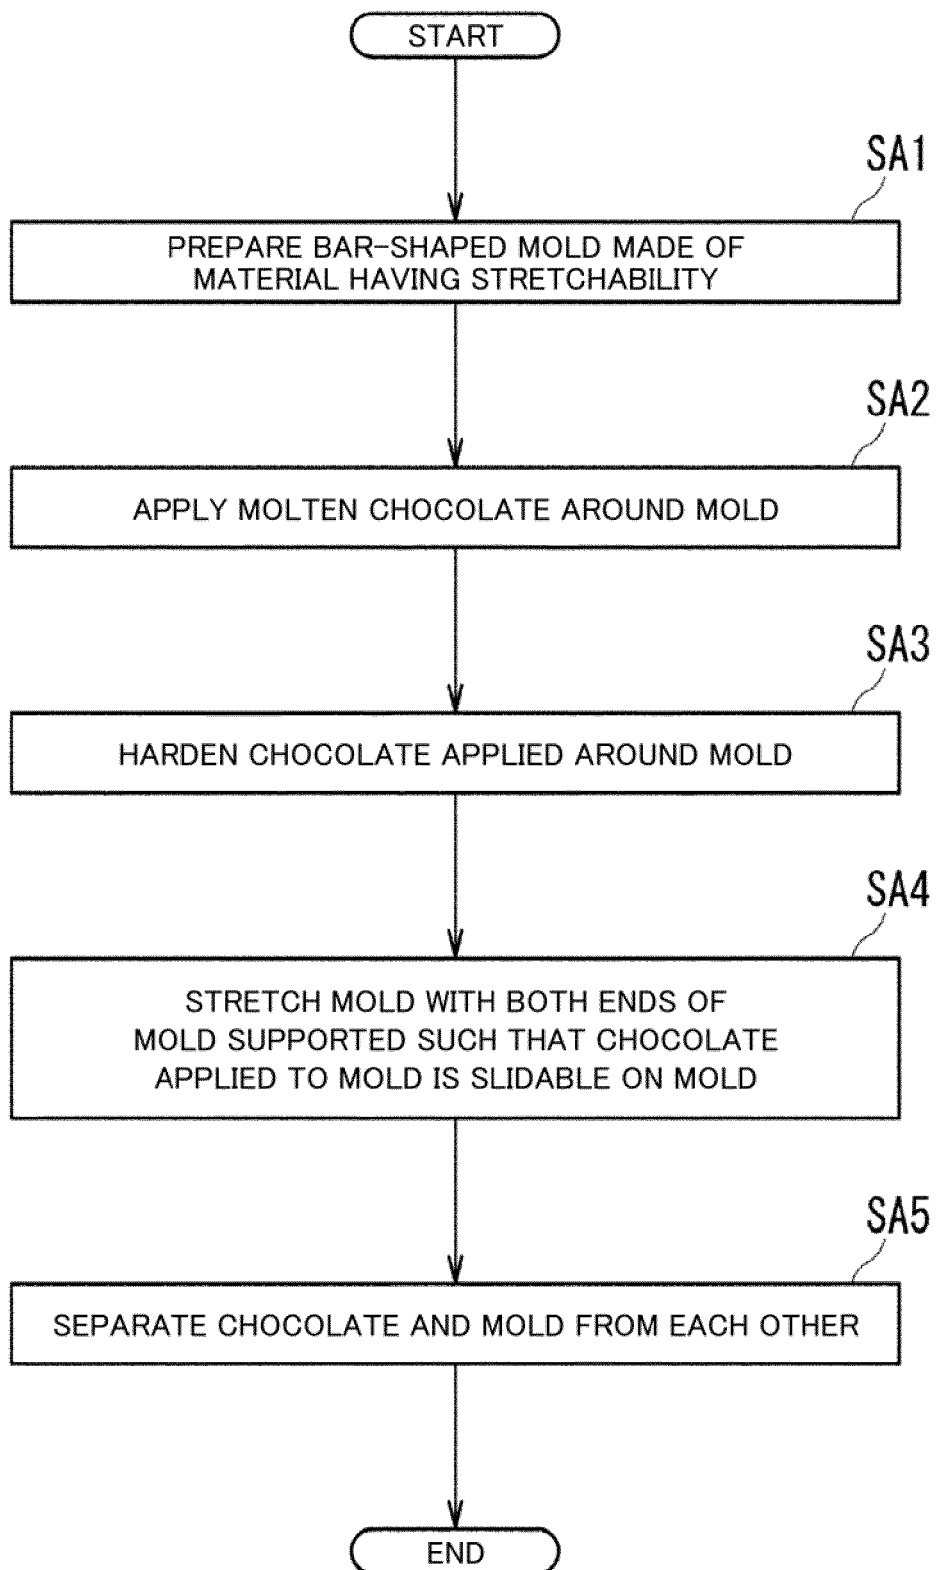 START
SA1
PREPARE BAR-SHAPED MOLD MADE OF
MATERIAL HAVING STRETCHABILITY
SA2
APPLY MOLTEN CHOCOLATE AROUND MOLD
SA3
HARDEN CHOCOLATE APPLIED AROUND MOLD
SA4
STRETCH MOLD WITH BOTH ENDS OF
MOLD SUPPORTED SUCH THAT CHOCOLATE
APPLIED TO MOLD IS SLIDABLE ON MOLD
SA5
SEPARATE CHOCOLATE AND MOLD FROM EACH OTHER
END